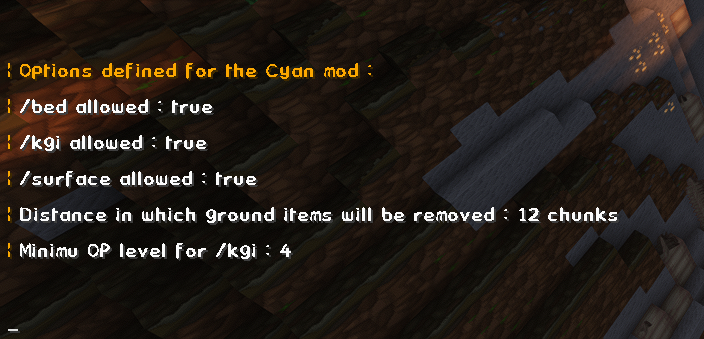 ¦ Options defined for the Cyan mod :
¦ /bed allowed : true
¦ /kgi allowed : true
¦ /surface allowed : true
¦ Distance in which ground items will be removed : 12 chunks
¦ Minimu OP level for /kgi : 4
_